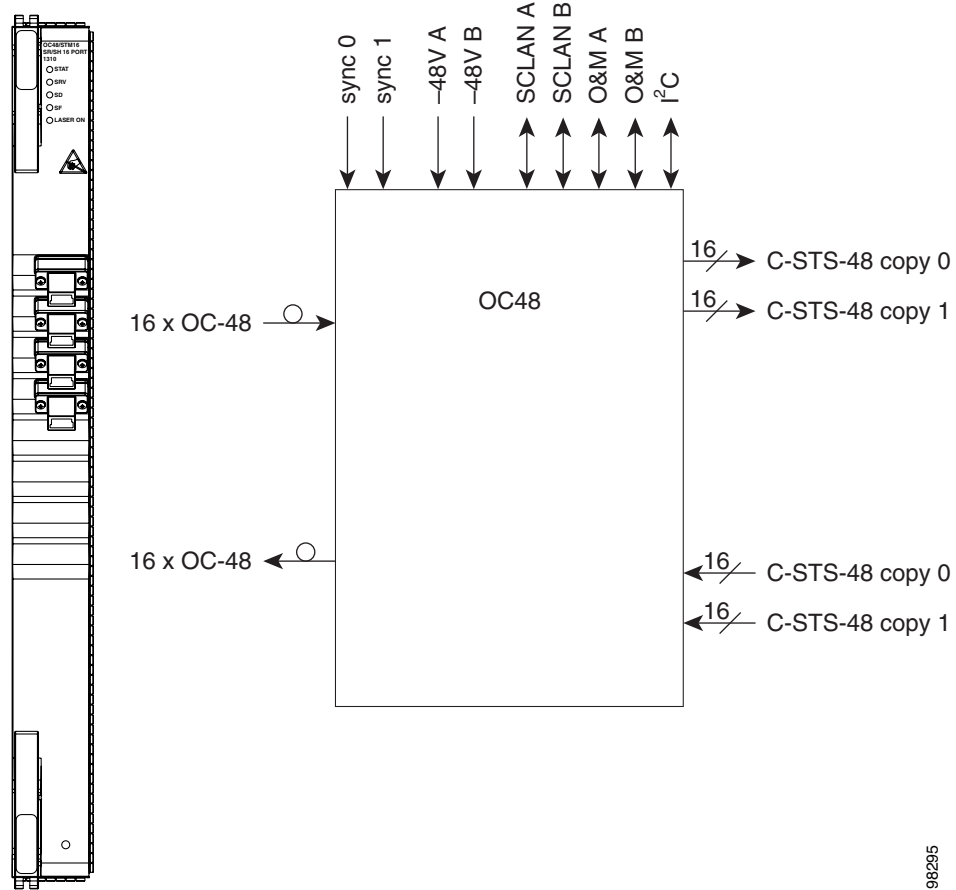 OC48/STM16
SR/SH 16 PORT
1310
STAT
SRV
SD
SF
LASER ON
sync 0
sync 1
–48V A
–48V B
SCLAN A
SCLAN B
O&M A
O&M B
I²C
OC48
16 x OC-48
16 x OC-48
16
C-STS-48 copy 0
16
C-STS-48 copy 1
16
C-STS-48 copy 0
16
C-STS-48 copy 1
98295